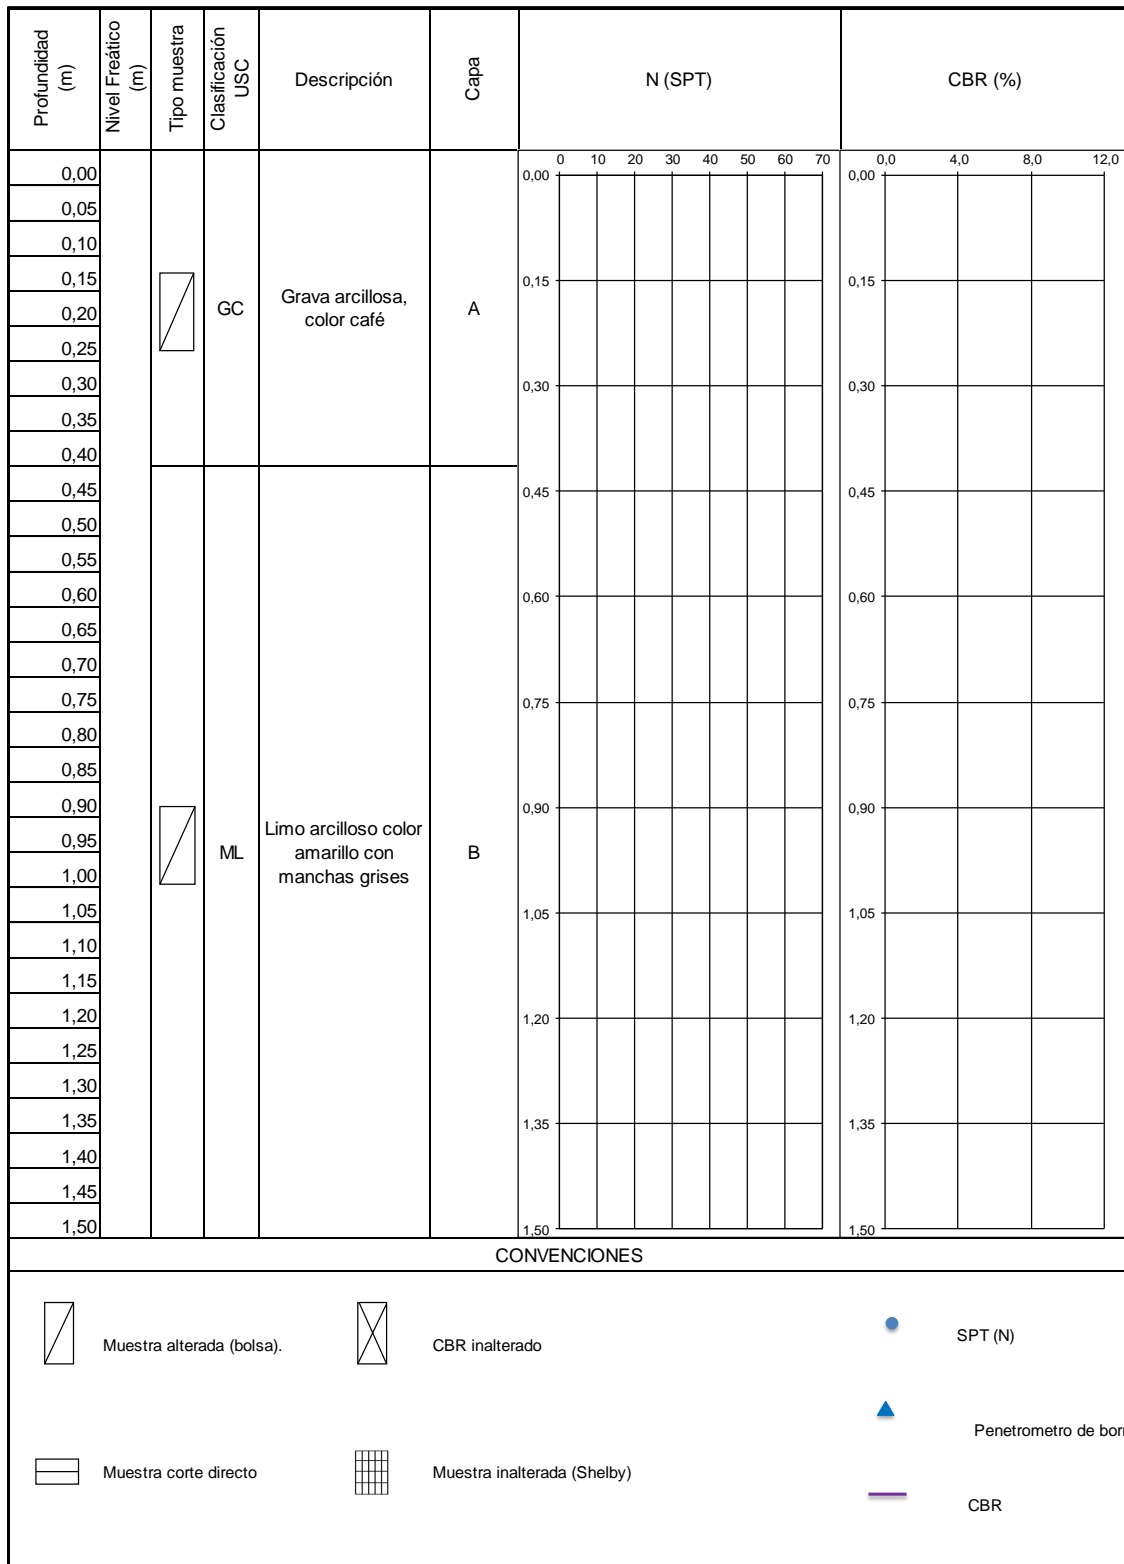 Profundidad
(m)
Nivel Freático
(m)
Tipo muestra
Clasificación
USC
Descripción
Capa
N (SPT)
CBR (%)
0,00
0,05
0,10
0,15
0,20
0,25
0,30
0,35
0,40
0,45
0,50
0,55
0,60
0,65
0,70
0,75
0,80
0,85
0,90
0,95
1,00
1,05
1,10
1,15
1,20
1,25
1,30
1,35
1,40
1,45
1,50
GC
Grava arcillosa,
color café
A
ML
Limo arcilloso color
amarillo con
manchas grises
B
0 10 20 30 40 50 60 70
0,00
0,15
0,30
0,45
0,60
0,75
0,90
1,05
1,20
1,35
1,50
0,0 4,0 8,0 12,0
0,00
0,15
0,30
0,45
0,60
0,75
0,90
1,05
1,20
1,35
1,50
CONVENCIONES
Muestra alterada (bolsa).
CBR inalterado
SPT (N)
Penetrometro de
Muestra corte directo
Muestra inalterada (Shelby)
CBR